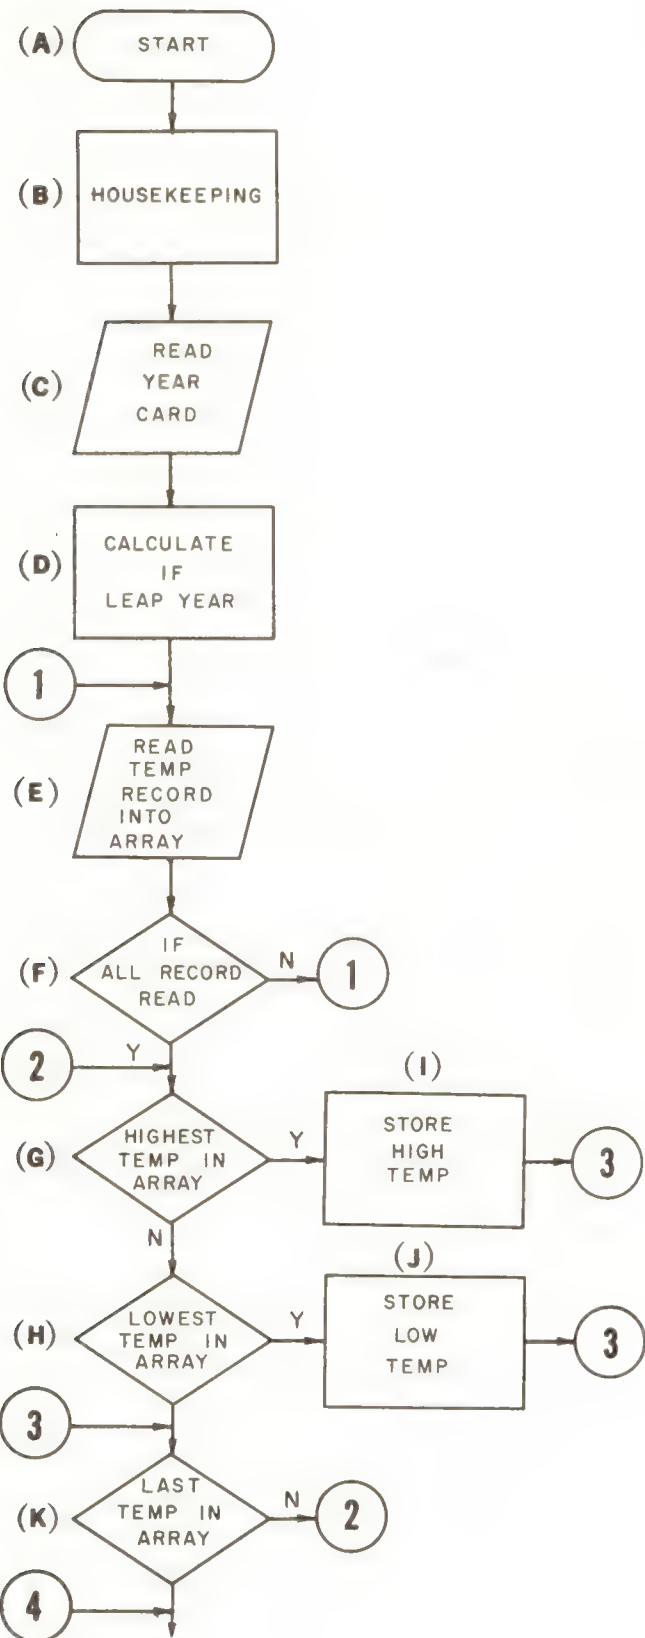 (A) START
(B) HOUSEKEEPING
READ
(C) YEAR
CARD
CALCULATE
(D) IF
LEAP YEAR
1
READ
TEMP
(E) RECORD
INTO
ARRAY
IF
(F) ALL RECORD N 1
READ
2 Y
(I)
HIGHEST Y STORE
(G) TEMP IN HIGH 3
ARRAY TEMP
N
(J)
LOWEST Y STORE
(H) TEMP IN LOW 3
ARRAY TEMP
3
LAST N
(K) TEMP IN 2
ARRAY
4